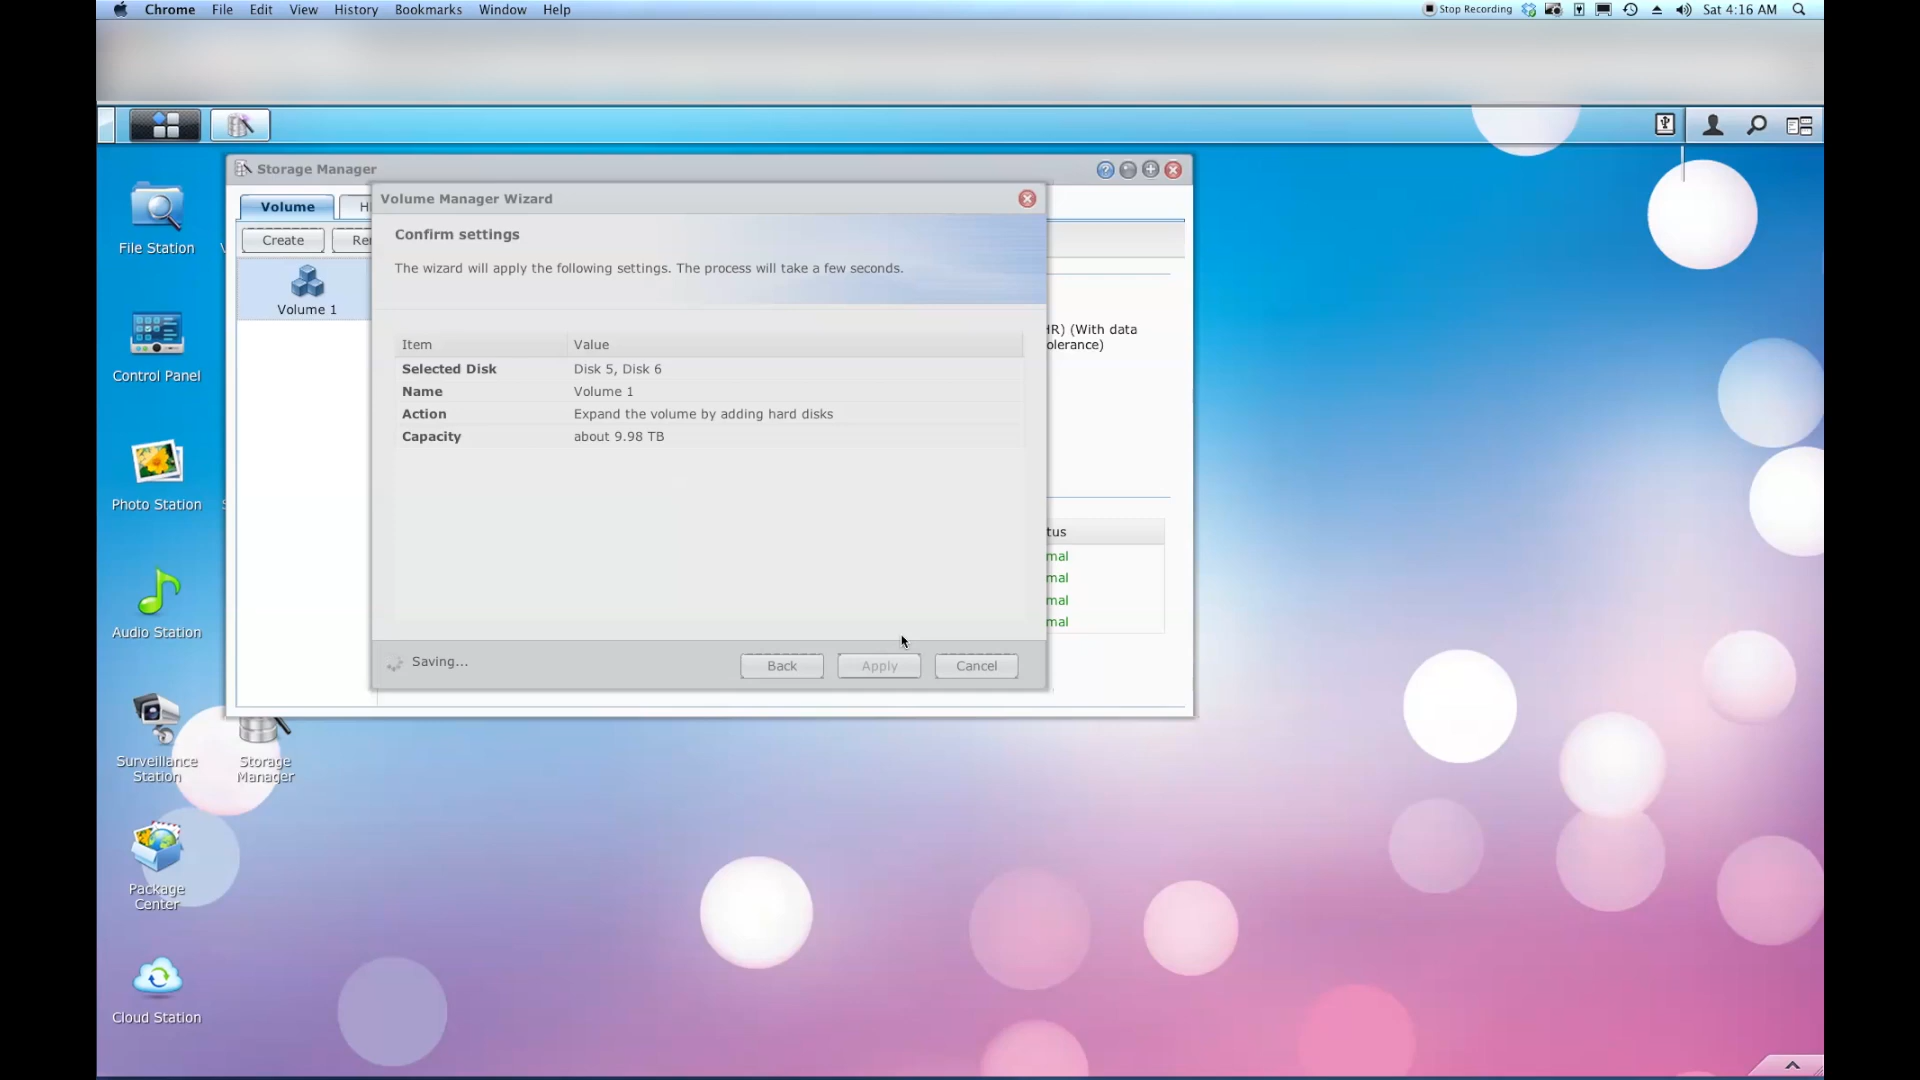 Chrome File Edit View History Bookmarks Window Help Stop Recording Sat 4:16 AM
Storage Manager
Volume Manager Wizard
Volume
Confirm settings
File Station
Create
The wizard will apply the following settings. The process will take a few seconds.
Volume 1
(With data
Item Value
Selected Disk Disk 5, Disk 6
Control Panel
Name Volume 1
Action Expand the volume by adding hard disks
Capacity about 9.98 TB
Photo Station
Audio Station
Saving...
Back Apply Cancel
Surveillance
Station
Storage
Manager
Package
Center
Cloud Station